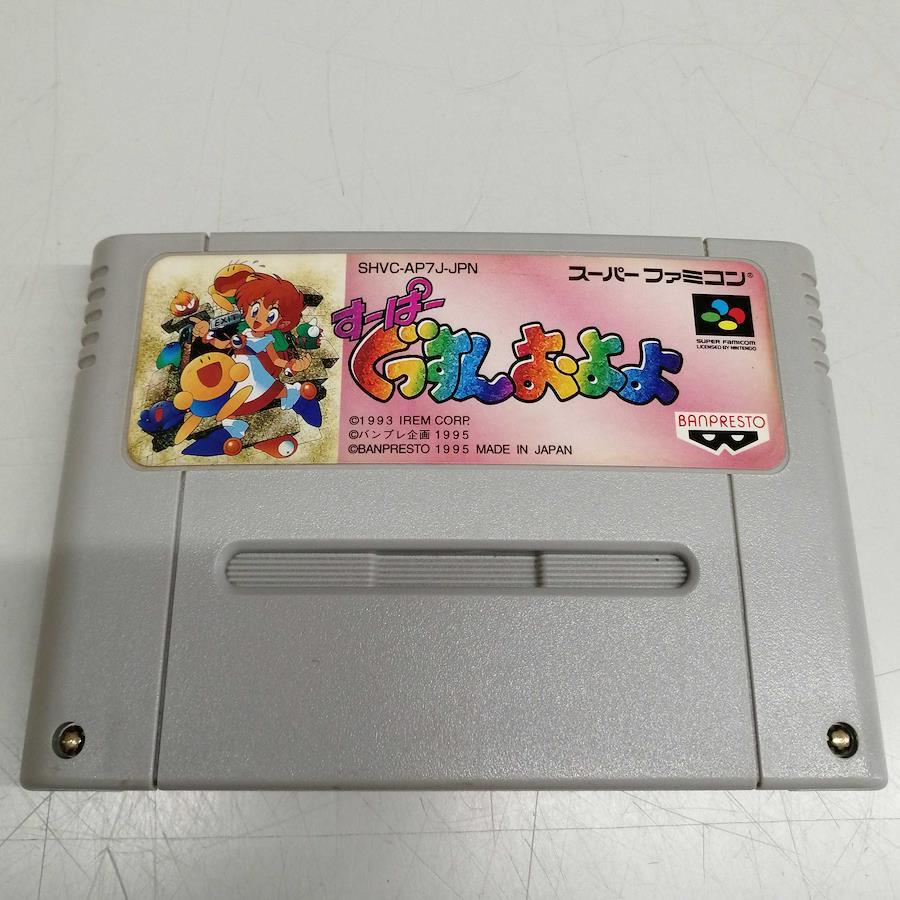 SHVC-AP7J-JPN
スーパーファミコン®
すーぱー
ぐっすんおよよ
EXIT
SUPER FAMICOM
LICENSED BY NINTENDO
©1993 IREM CORP.
©バンプレ企画 1995
©BANPRESTO 1995 MADE IN JAPAN
BANPRESTO